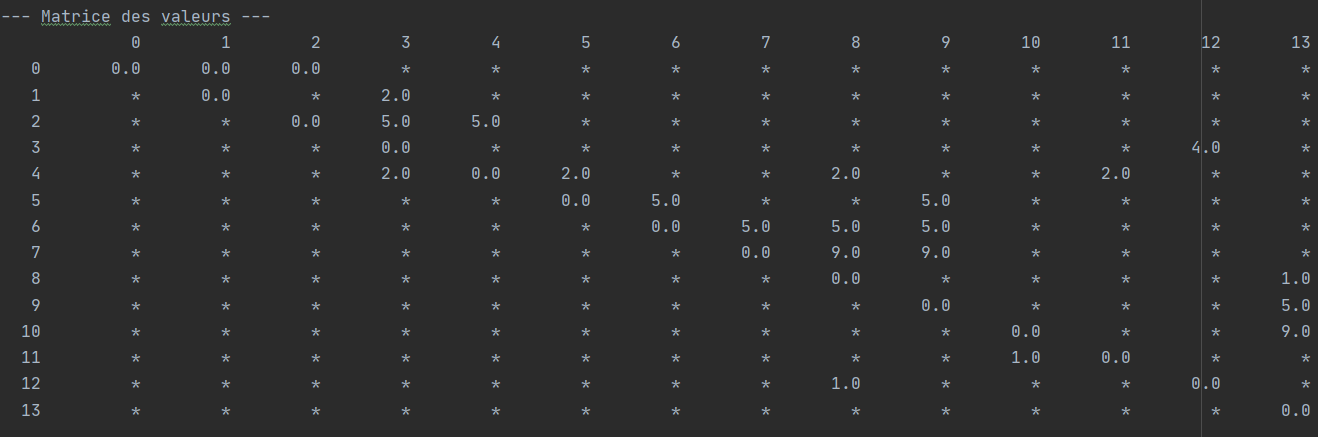 --- Matrice des valeurs ---
0 1 2 3 4 5 6 7 8 9 10 11 12 13
0 0.0 0.0 0.0 * * * * * * * * * * *
1 * 0.0 * 2.0 * * * * * * * * * *
2 * * 0.0 5.0 5.0 * * * * * * * * *
3 * * * 0.0 * * * * * * * * 4.0 *
4 * * * 2.0 0.0 2.0 * * 2.0 * * 2.0 * *
5 * * * * * 0.0 5.0 * * 5.0 * * * *
6 * * * * * * 0.0 5.0 5.0 5.0 * * * *
7 * * * * * * * 0.0 9.0 9.0 * * * *
8 * * * * * * * * 0.0 * * * * 1.0
9 * * * * * * * * * 0.0 * * * 5.0
10 * * * * * * * * * * 0.0 * * 9.0
11 * * * * * * * * * * 1.0 0.0 * *
12 * * * * * * * * 1.0 * * * 0.0 *
13 * * * * * * * * * * * * * 0.0